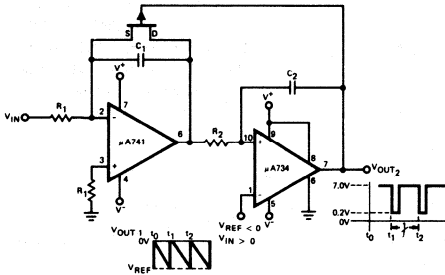 S D
C1
C2
V+
V+
R1
VIN
2
-
7
μA741
6
R2
10
+
9
μA734
8
7
VOUT2
3
+
4
V-
R1
1
-
5
V-
6
VREF < 0
VIN > 0
VOUT 1 t0 t1 t2
0V
VREF
7.0V
0.2V
0V
t0 t1 t2